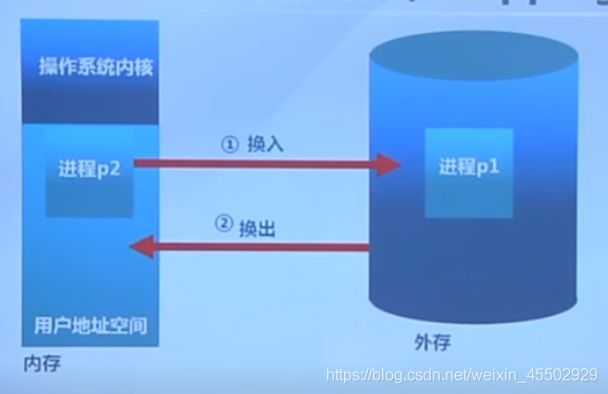 操作系统内核
进程p2
① 换入
进程p1
② 换出
用户地址空间
内存
外存
https://blog.csdn.net/weixin_45502929